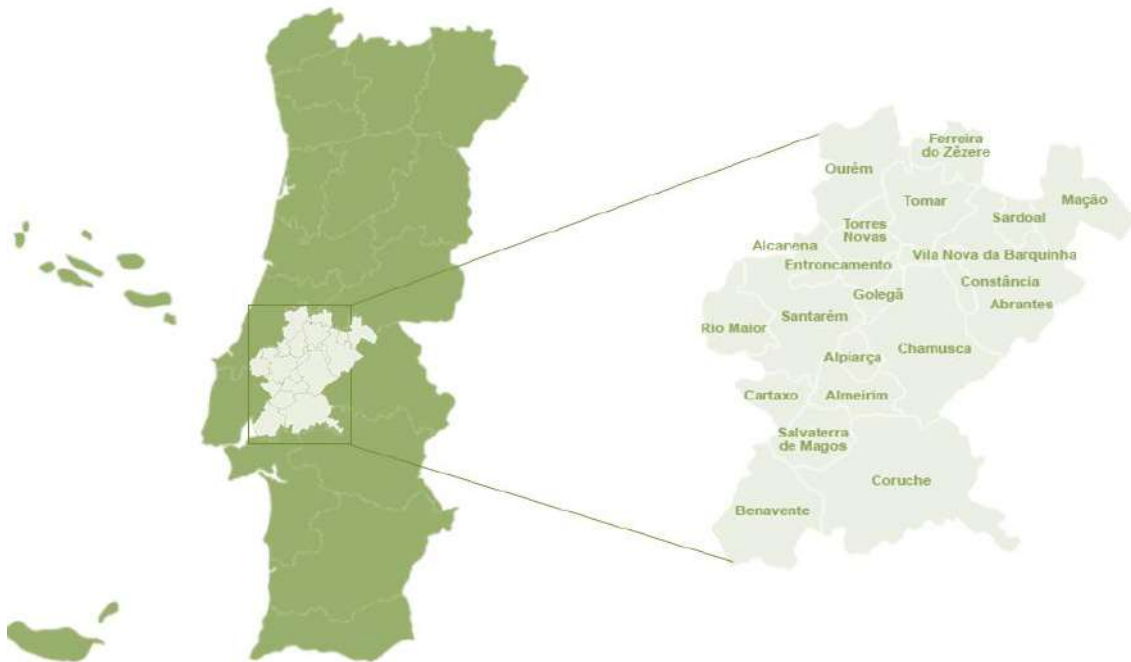 Ferreira
do Zêzere
Ourém
Mação
Tomar
Sardoal
Torres
Novas
Alcanena
Vila Nova da Barquinha
Entroncamento
Constância
Golegã
Abrantes
Santarém
Rio Maior
Chamusca
Alpiarça
Cartaxo
Almeirim
Salvaterra
de Magos
Coruche
Benavente